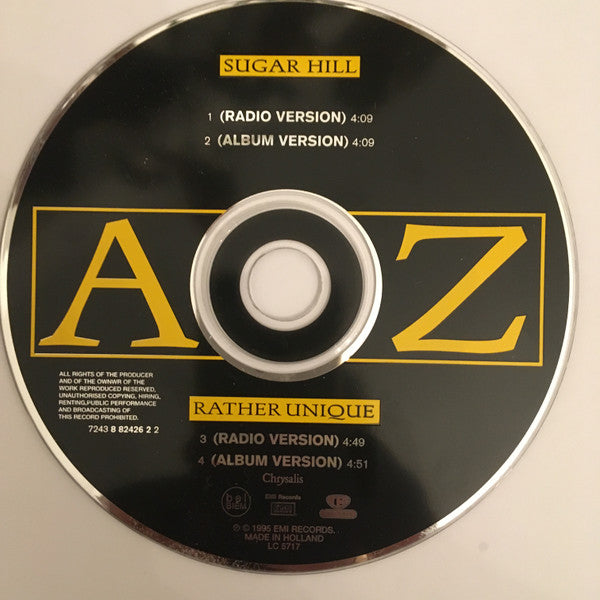 SUGAR HILL
1 (RADIO VERSION) 4:09
2 (ALBUM VERSION) 4:09
A Z
ALL RIGHTS OF THE PRODUCER
AND OF THE OWNWR OF THE
WORK REPRODUCED RESERVED,
UNAUTHORISED COPYING, HIRING,
RENTING,PUBLIC PERFORMANCE
AND BROADCASTING OF
THIS RECORD PROHIBITED.
7243 8 82426 2 2
RATHER UNIQUE
3 (RADIO VERSION) 4:49
4 (ALBUM VERSION) 4:51
Chrysalis
bel
BIEM
EMI Records
℗ © 1995 EMI RECORDS.
MADE IN HOLLAND
LC 5717